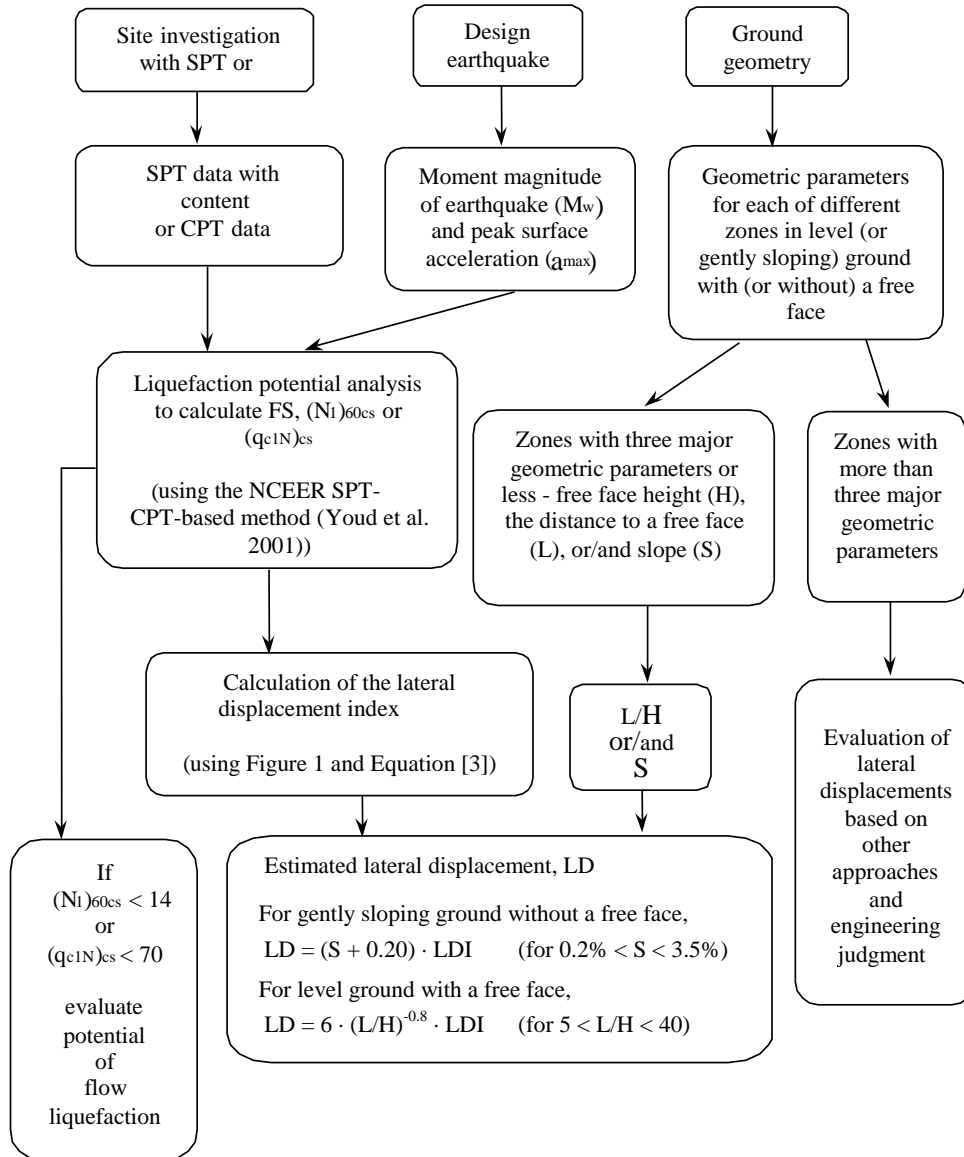 Site investigation
with SPT or
Design
earthquake
Ground
geometry
SPT data with
content
or CPT data
Moment magnitude
of earthquake (Mw)
and peak surface
acceleration (amax)
Geometric parameters
for each of different
zones in level (or
gently sloping) ground
with (or without) a free
face
Liquefaction potential analysis
to calculate FS, (N1)60cs or
(qc1N)cs
(using the NCEER SPT-
CPT-based method (Youd et al.
2001))
Zones with three major
geometric parameters or
less - free face height (H),
the distance to a free face
(L), or/and slope (S)
Zones with
more than
three major
geometric
parameters
Calculation of the lateral
displacement index
(using Figure 1 and Equation [3])
L/H
or/and
S
Evaluation of
lateral
displacements
based on
other
approaches
and
engineering
judgment
If
(N1)60cs < 14
or
(qc1N)cs < 70
evaluate
potential
of
flow
liquefaction
Estimated lateral displacement, LD
For gently sloping ground without a free face,
LD = (S + 0.20) · LDI (for 0.2% < S < 3.5%)
For level ground with a free face,
LD = 6 · (L/H)-0.8 · LDI (for 5 < L/H < 40)